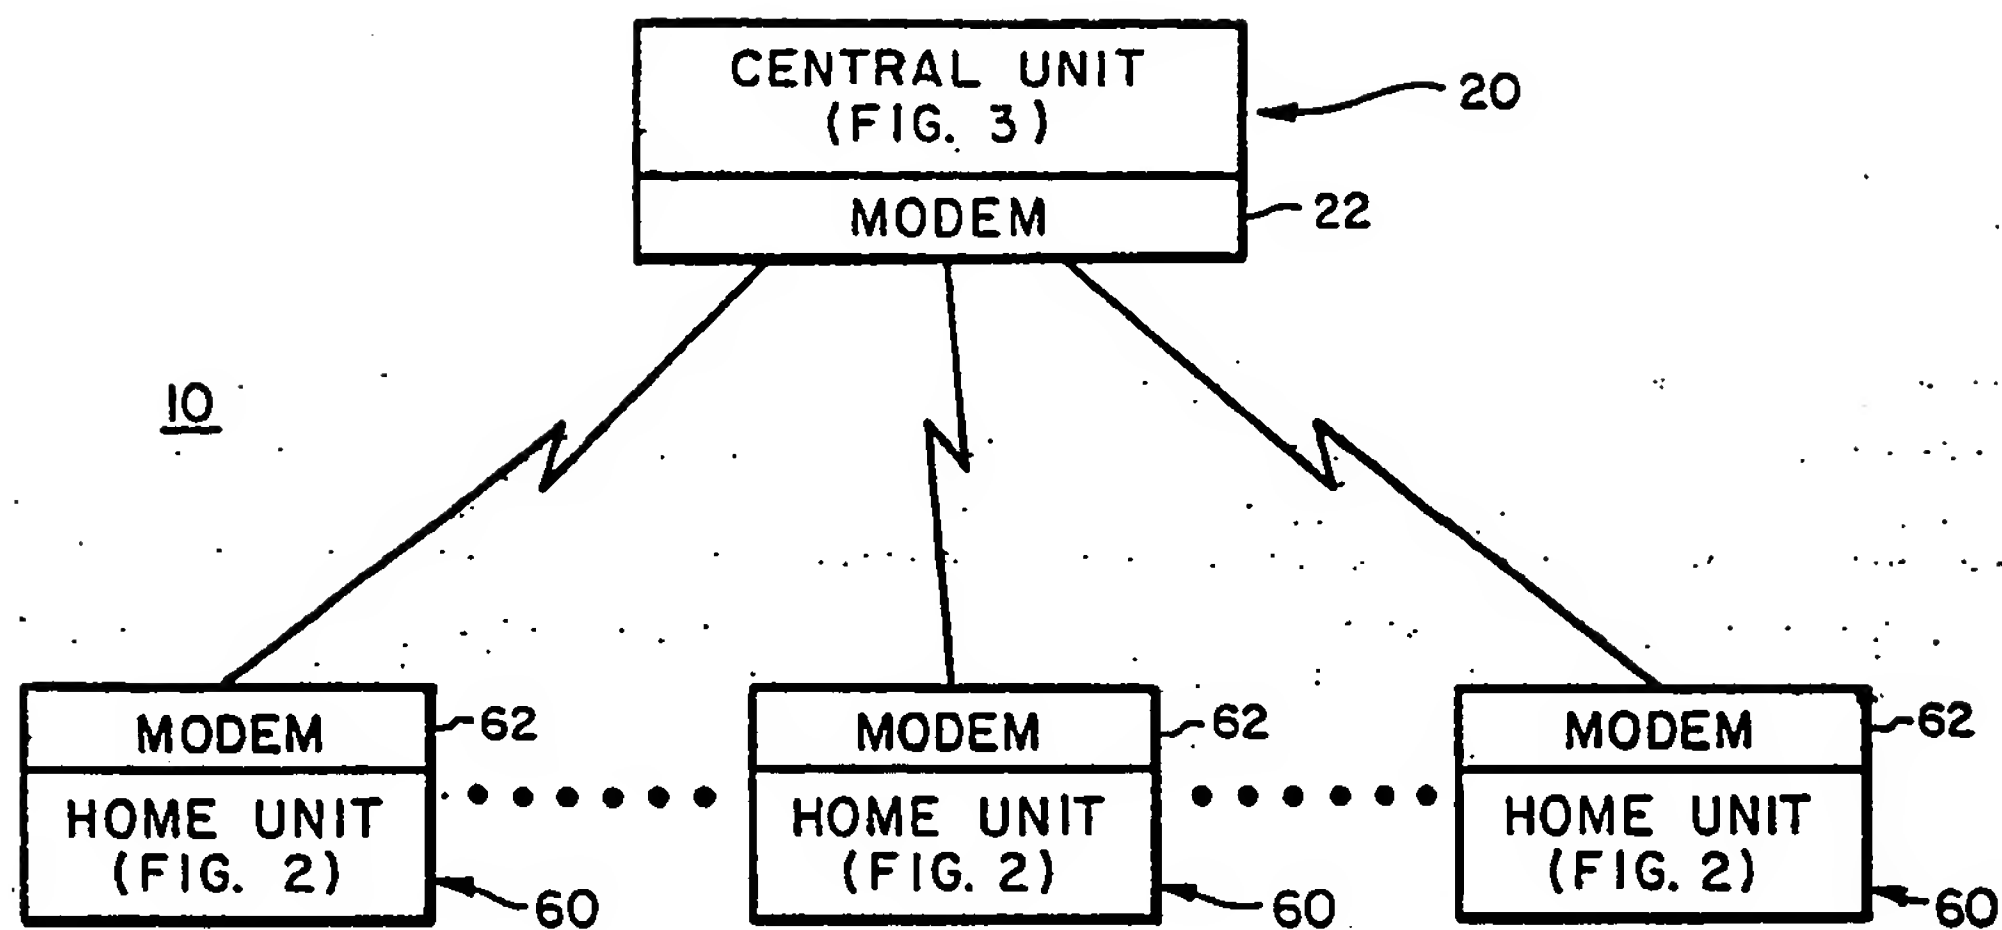 CENTRAL UNIT
(FIG. 3)
20
MODEM
22
10
MODEM
62
HOME UNIT
(FIG. 2)
60
MODEM
62
HOME UNIT
(FIG. 2)
60
MODEM
62
HOME UNIT
(FIG. 2)
60